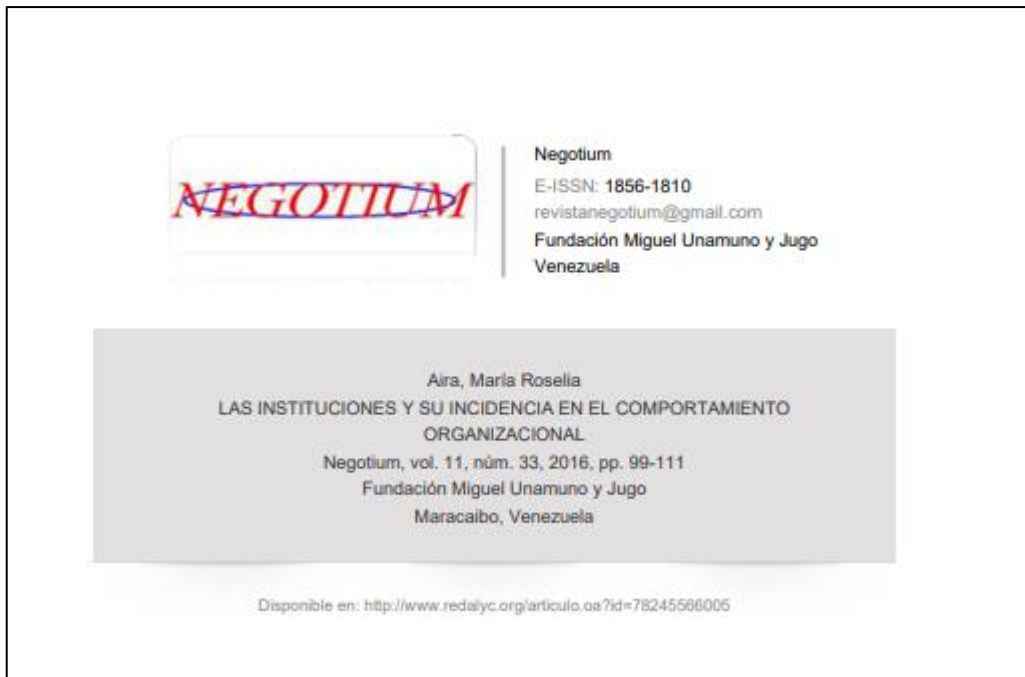 NEGOTIUM
Negotium
E-ISSN: 1856-1810
revistanegotium@gmail.com
Fundación Miguel Unamuno y Jugo
Venezuela
Aira, María Roselia
LAS INSTITUCIONES Y SU INCIDENCIA EN EL COMPORTAMIENTO
ORGANIZACIONAL
Negotium, vol. 11, núm. 33, 2016, pp. 99-111
Fundación Miguel Unamuno y Jugo
Maracaibo, Venezuela
Disponible en: http://www.redalyc.org/articulo.oa?id=78245566005